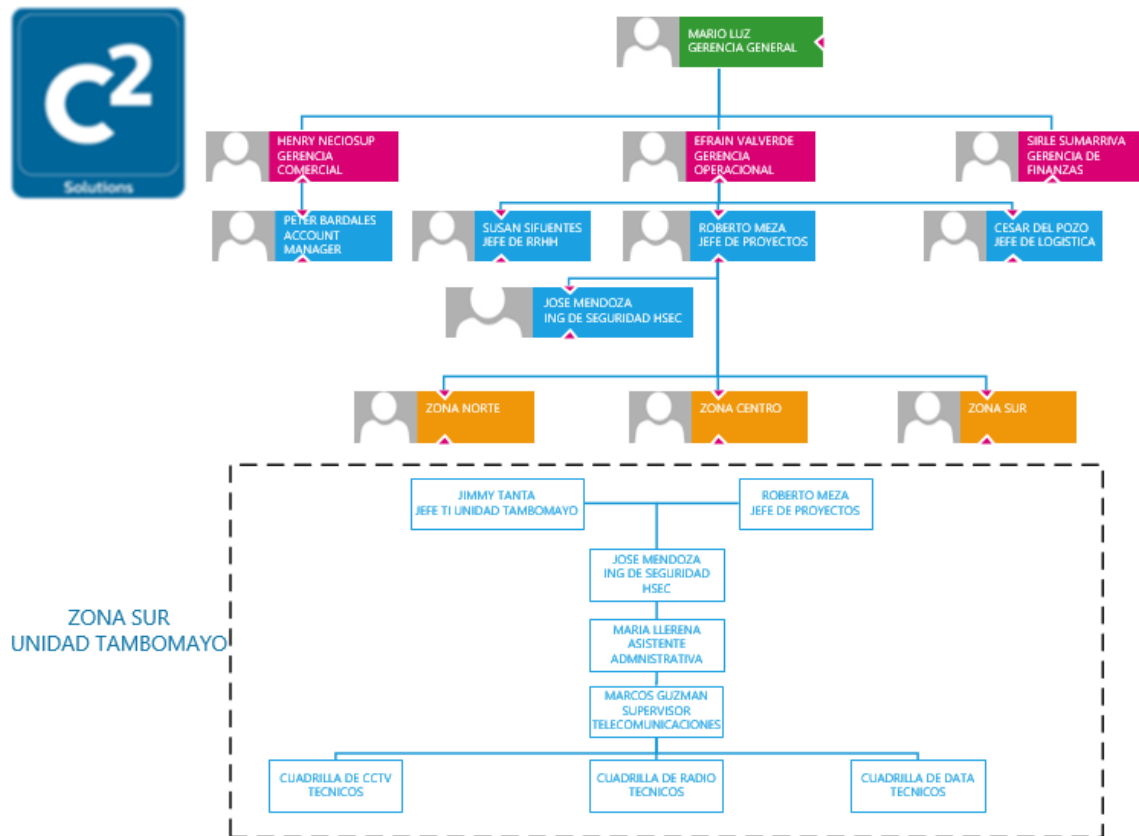 C2
Solutions
MARIO LUZ
GERENCIA GENERAL
HENRY NECIOSUP
GERENCIA
COMERCIAL
EFRAIN VALVERDE
GERENCIA
OPERACIONAL
SIRLE SUMARRIVA
GERENCIA DE
FINANZAS
PETER BARDALES
ACCOUNT
MANAGER
SUSAN SIFUENTES
JEFE DE RRHH
ROBERTO MEZA
JEFE DE PROYECTOS
CESAR DEL POZO
JEFE DE LOGISTICA
JOSE MENDOZA
ING DE SEGURIDAD HSEC
ZONA NORTE
ZONA CENTRO
ZONA SUR
ZONA SUR
UNIDAD TAMBOMAYO
JIMMY TANTA
JEFE TI UNIDAD TAMBOMAYO
ROBERTO MEZA
JEFE DE PROYECTOS
JOSE MENDOZA
ING DE SEGURIDAD
HSEC
MARIA LLERENA
ASISTENTE
ADMNISTRATIVA
MARCOS GUZMAN
SUPERVISOR
TELECOMUNICACIONES
CUADRILLA DE CCTV
TECNICOS
CUADRILLA DE RADIO
TECNICOS
CUADRILLA DE DATA
TECNICOS